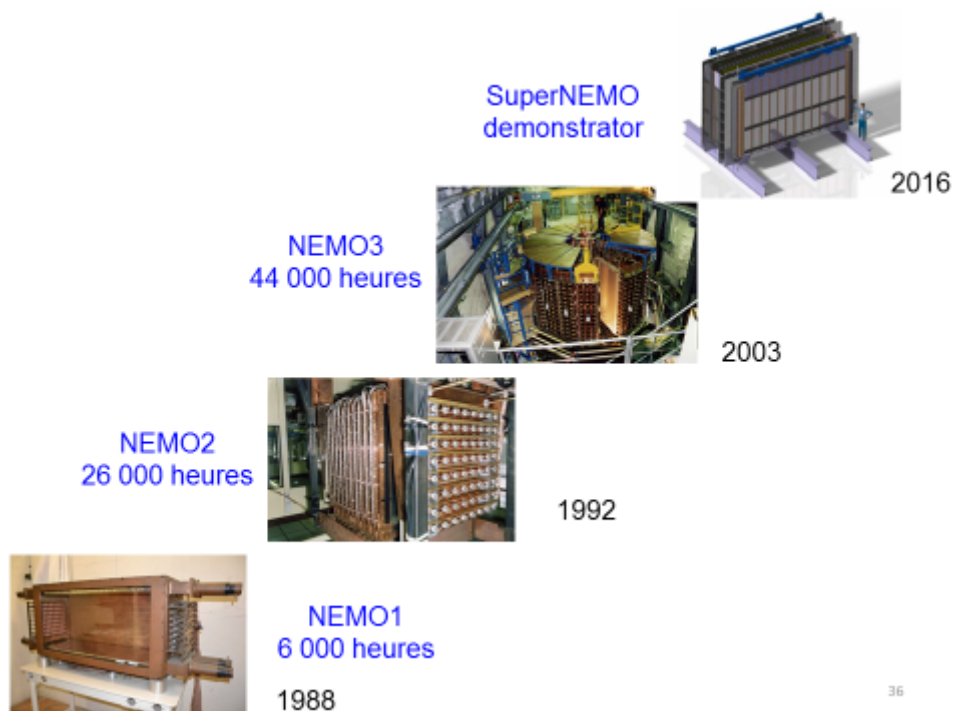 SuperNEMO
demonstrator
2016
NEMO3
44 000 heures
2003
NEMO2
26 000 heures
1992
NEMO1
6 000 heures
1988
36